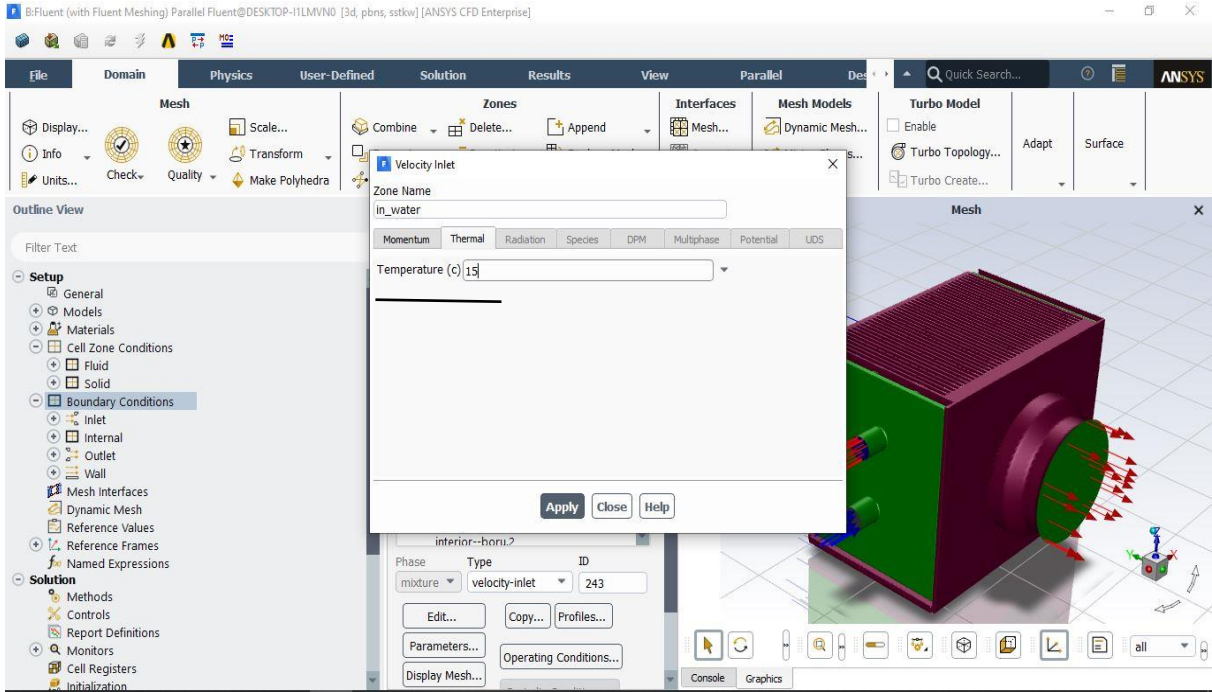 B:Fluent (with Fluent Meshing) Parallel Fluent@DESKTOP-I1LMVN0 [3d, pbns, sstkw] [ANSYS CFD Enterprise]
File Domain Physics User-Defined Solution Results View Parallel Des Quick Search... ANSYS
Mesh Zones Interfaces Mesh Models Turbo Model
Display... Scale... Combine Delete... Append Mesh... Dynamic Mesh... Enable
Info Check Quality Transform Turbo Topology... Adapt Surface
Units... Make Polyhedra Turbo Create...
Velocity Inlet
Zone Name
in_water
Momentum Thermal Radiation Species DPM Multiphase Potential UDS
Temperature (c) 15
Apply Close Help
Outline View
Filter Text
Setup
General
Models
Materials
Cell Zone Conditions
Fluid
Solid
Boundary Conditions
Inlet
Internal
Outlet
Wall
Mesh Interfaces
Dynamic Mesh
Reference Values
Reference Frames
Named Expressions
Solution
Methods
Controls
Report Definitions
Monitors
Cell Registers
Initialization
interior--boru.2
Phase Type ID
mixture velocity-inlet 243
Edit... Copy... Profiles...
Parameters... Operating Conditions...
Display Mesh...
Mesh
Y X
all
Console Graphics